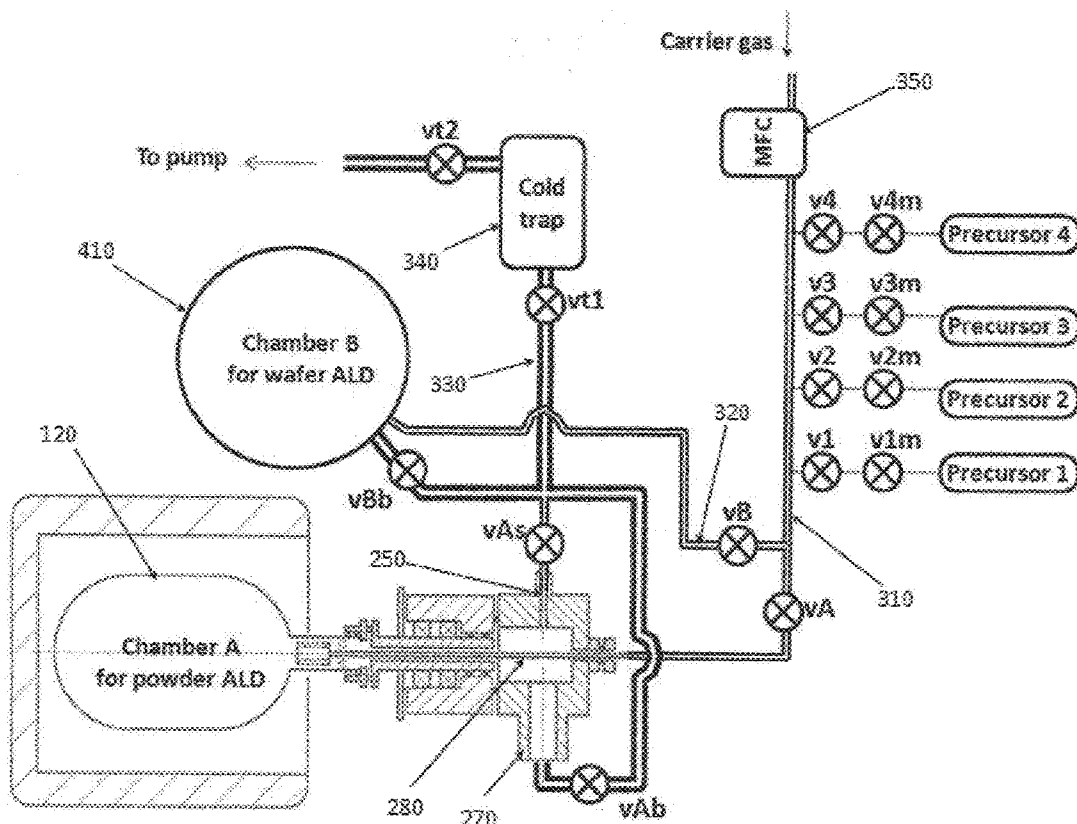 Carrier gas
350
MFC
vt2
To pump
Cold
trap
v4
v4m
Precursor 4
410
340
vt1
v3
v3m
Precursor 3
Chamber B
for wafer ALD
330
v2
v2m
Precursor 2
320
120
v1
v1m
Precursor 1
vBb
vB
vAs
250
vA
310
Chamber A
for powder ALD
280
270
vAb